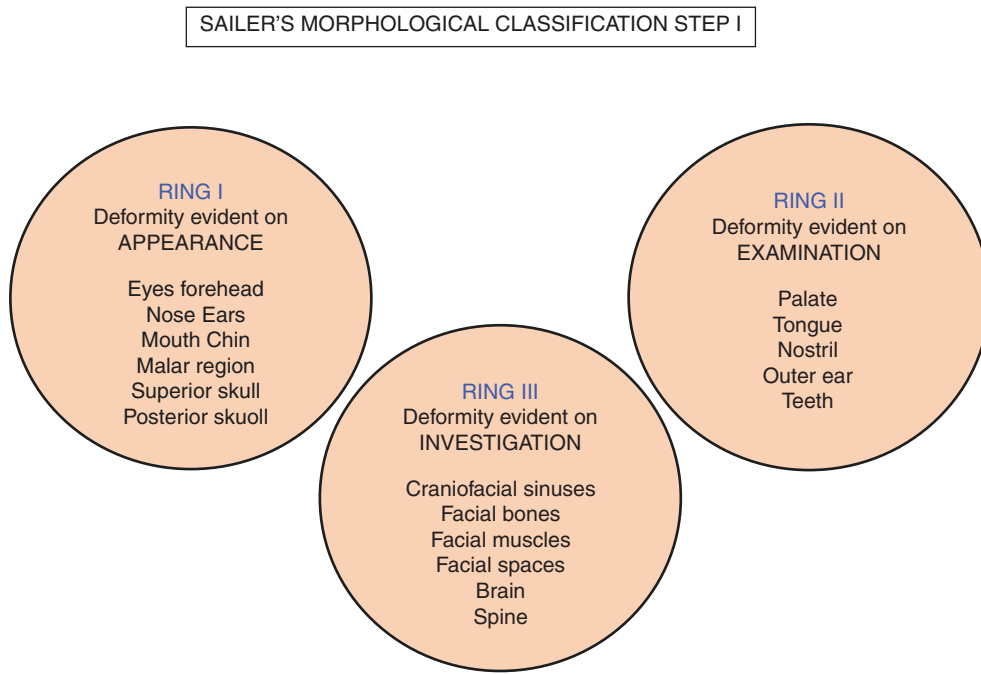 SAILER'S MORPHOLOGICAL CLASSIFICATION STEP I
RING I
Deformity evident on
APPEARANCE
Eyes forehead
Nose Ears
Mouth Chin
Malar region
Superior skull
Posterior skuoll
RING II
Deformity evident on
EXAMINATION
Palate
Tongue
Nostril
Outer ear
Teeth
RING III
Deformity evident on
INVESTIGATION
Craniofacial sinuses
Facial bones
Facial muscles
Facial spaces
Brain
Spine